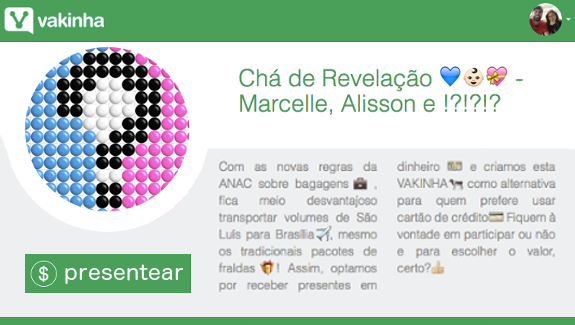 vakinha
Chá de Revelação 💙👶🏻💝 -
Marcelle, Alisson e !?!?!?
Com as novas regras da
ANAC sobre bagagens 💼 ,
fica meio desvantajoso
transportar volumes de São
Luís para Brasília✈️, mesmo
os tradicionais pacotes de
fraldas 🎁! Assim, optamos
por receber presentes em
dinheiro 💴 e criamos esta
VAKINHA🐄 como alternativa
para quem prefere usar
cartão de crédito💳 Fiquem à
vontade em participar ou não
e para escolher o valor,
certo?👍🏻
$ presentear